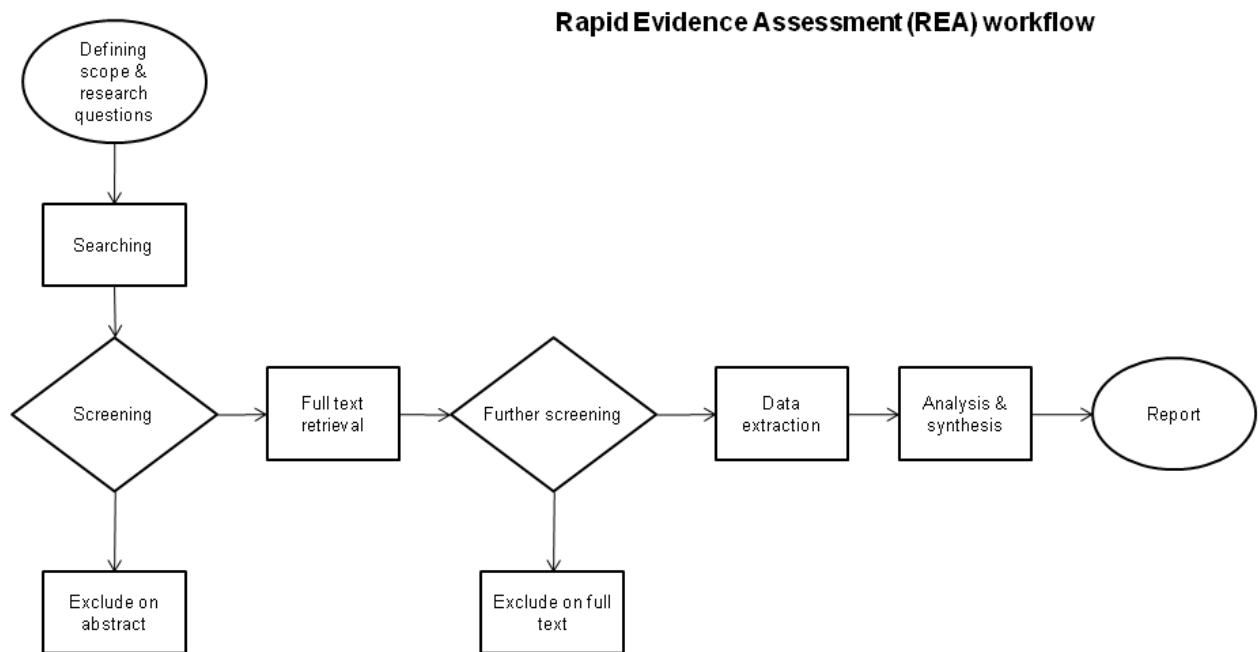 Rapid Evidence Assessment (REA) workflow
Defining
scope &
research
questions
Searching
Screening
Full text
retrieval
Further screening
Data
extraction
Analysis &
synthesis
Report
Exclude on
abstract
Exclude on full
text